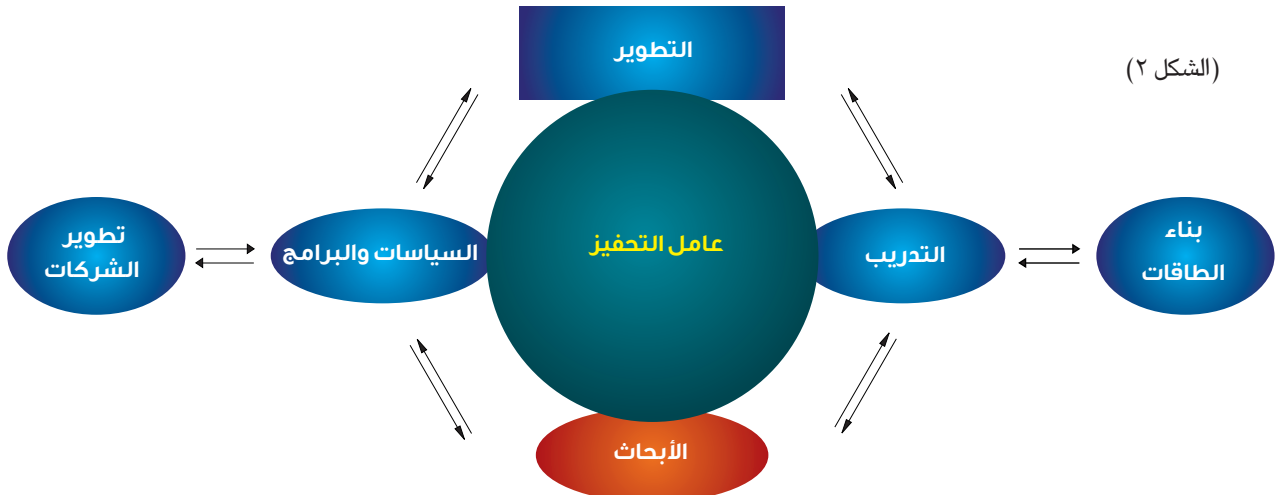 (الشكل ٢)
التطوير
بناء
الطاقات
التدريب
عامل التحفيز
السياسات والبرامج
تطوير
الشركات
الأبحاث